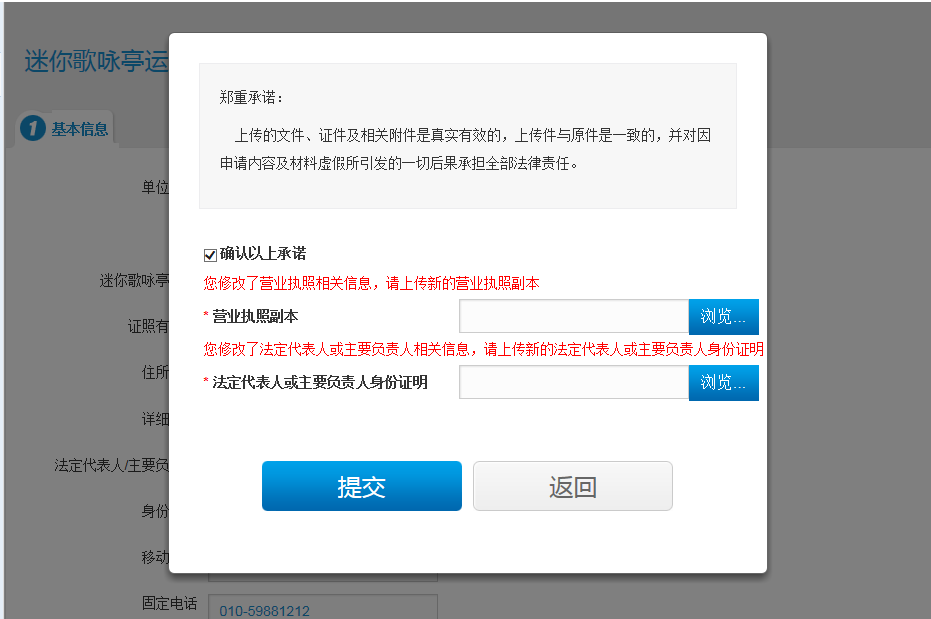 迷你歌咏亭运
1 基本信息
单位
迷你歌咏亭
证照有
住所
详细
法定代表人/主要负
身份
移动
固定电话 010-59881212
郑重承诺：
上传的文件、证件及相关附件是真实有效的，上传件与原件是一致的，并对因
申请内容及材料虚假所引发的一切后果承担全部法律责任。
确认以上承诺
您修改了营业执照相关信息，请上传新的营业执照副本
* 营业执照副本 浏览...
您修改了法定代表人或主要负责人相关信息，请上传新的法定代表人或主要负责人身份证明
* 法定代表人或主要负责人身份证明 浏览...
提交 返回